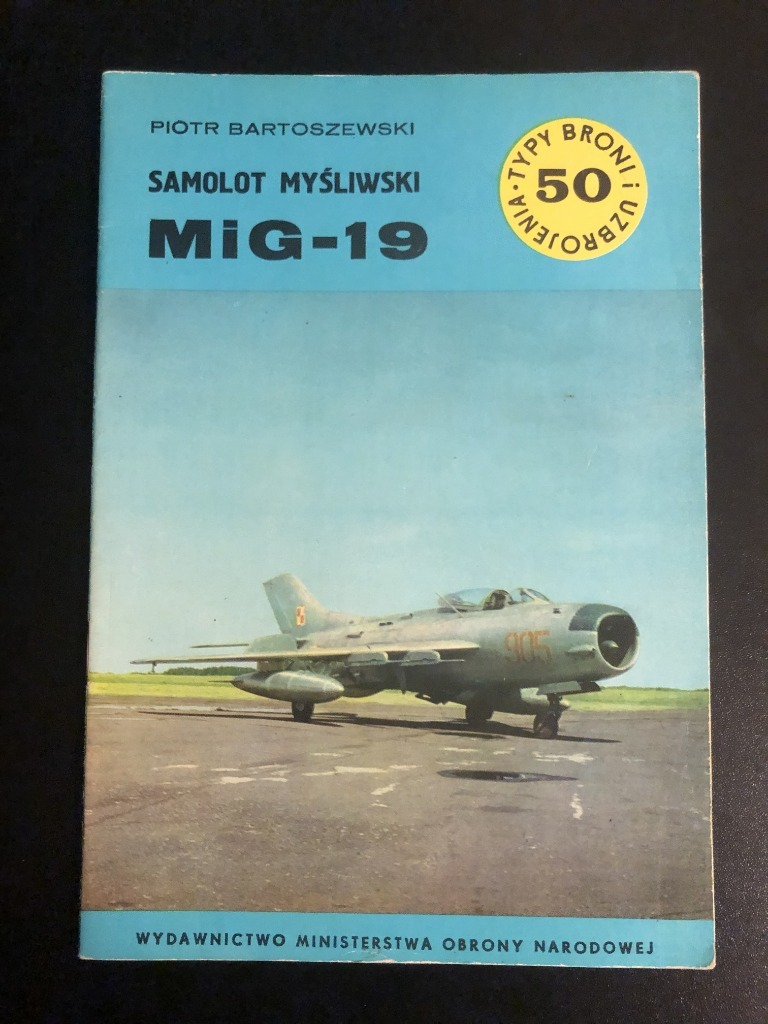 PIOTR BARTOSZEWSKI
SAMOLOT MYŚLIWSKI
MiG-19
TYPY BRONI i UZBROJENIA •
50
905
WYDAWNICTWO MINISTERSTWA OBRONY NARODOWEJ